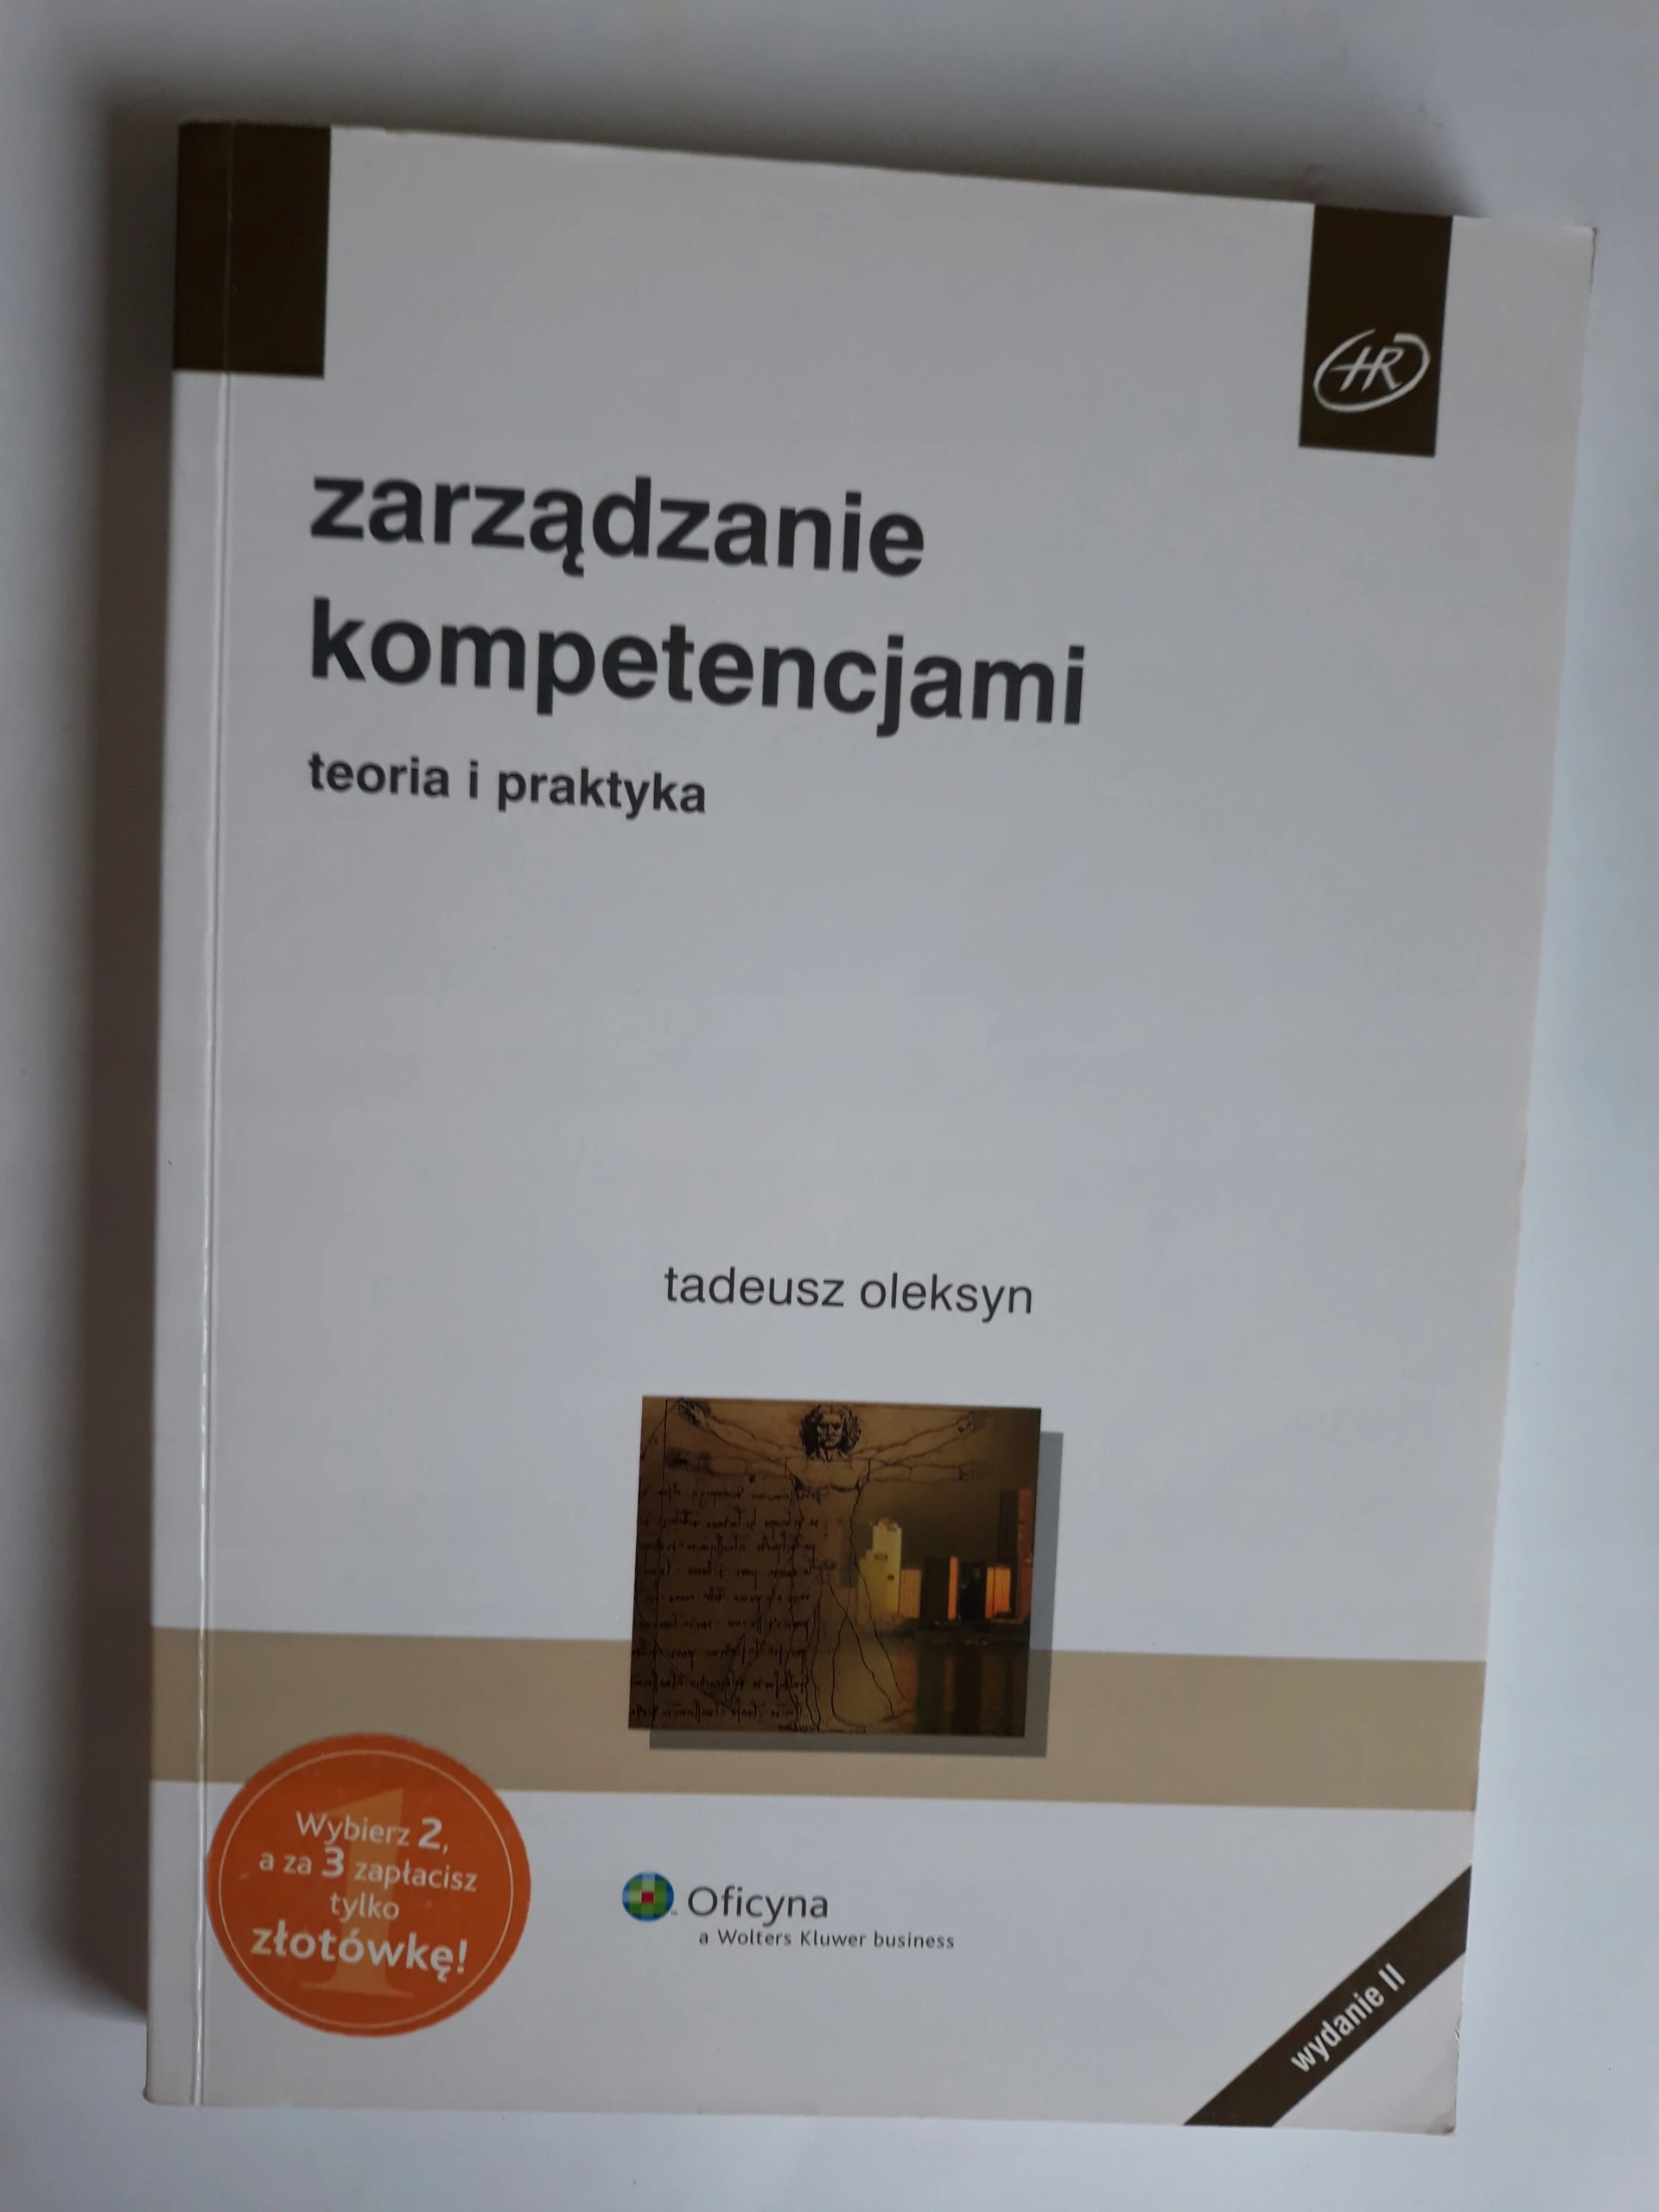 HR
zarządzanie
kompetencjami
teoria i praktyka
tadeusz oleksyn
Wybierz 2,
a za 3 zapłacisz
tylko
złotówkę!
1
Oficyna
a Wolters Kluwer business
wydanie II